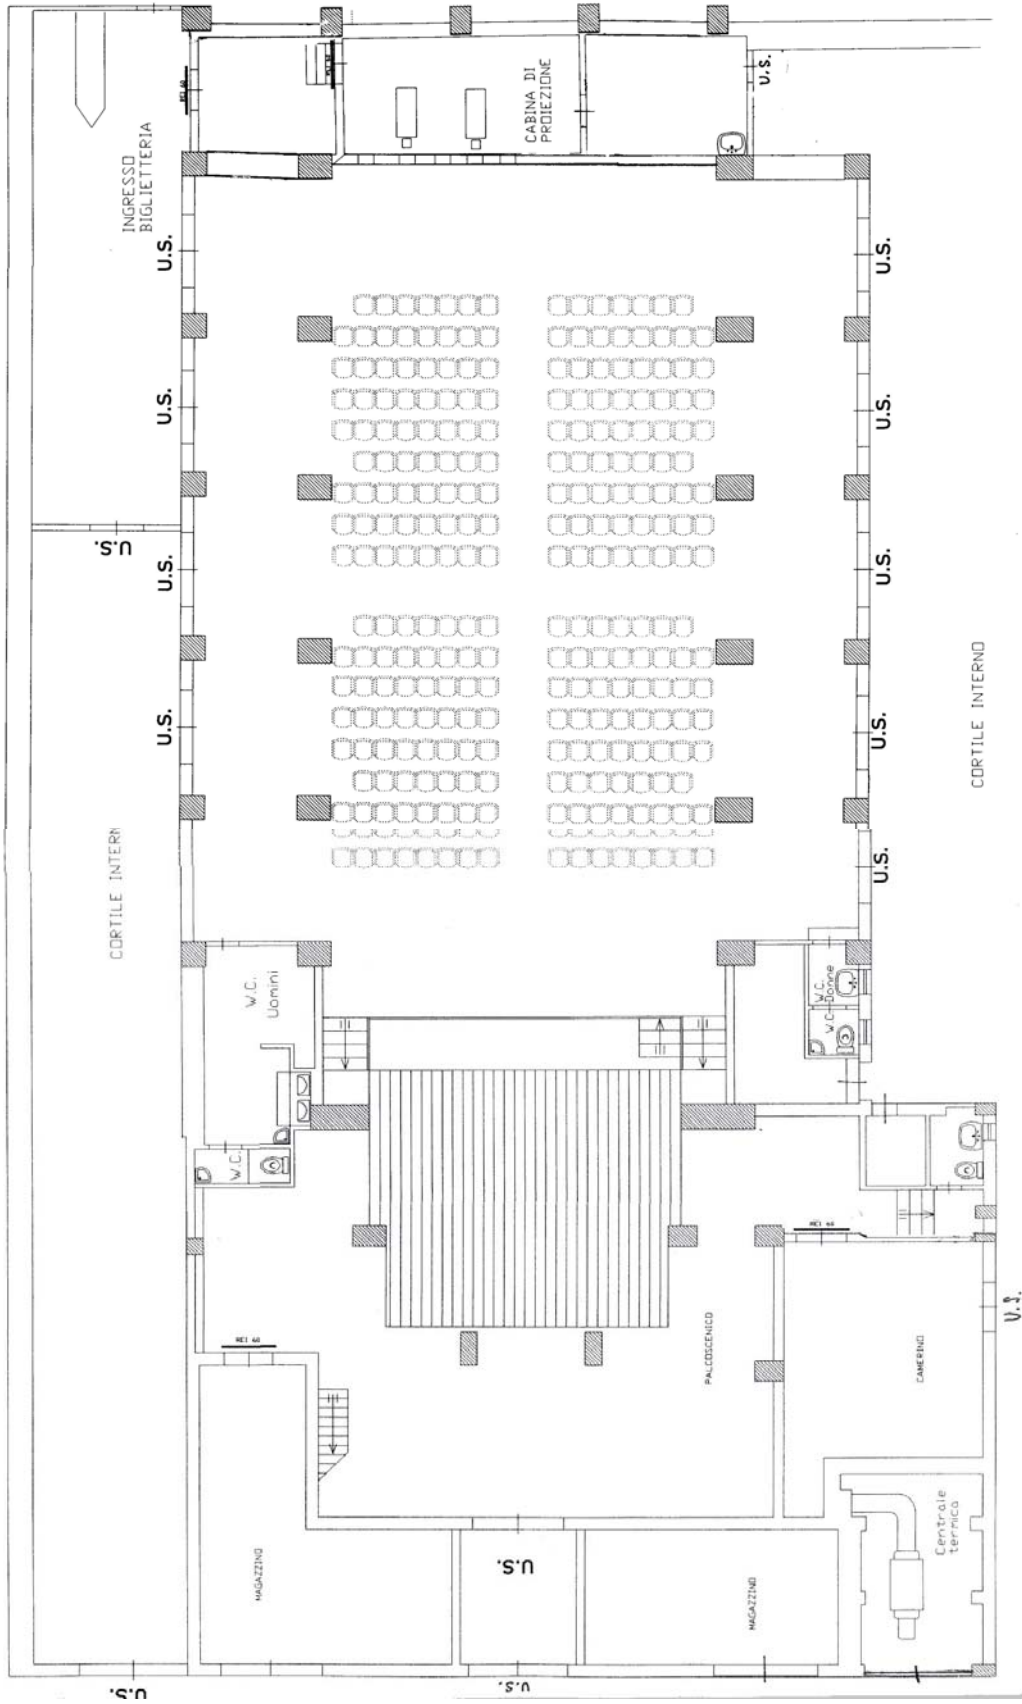 INGRESSO
BIGLIETTERIA
CABINA DI
PROIEZIONE
U.S.
U.S.
U.S.
U.S.
U.S.
U.S.
U.S.
U.S.
U.S.
U.S.
CORTILE INTERNO
CORTILE INTERN
U.S.
W.C.
Uomini
W.C.
Donne
W.C.
W.C.
REI 60
REI 60
PALCOSCENICO
CAMERINO
U.S.
MAGAZZINO
U.S.
MAGAZZINO
Centrale
termica
U.S.
U.S.